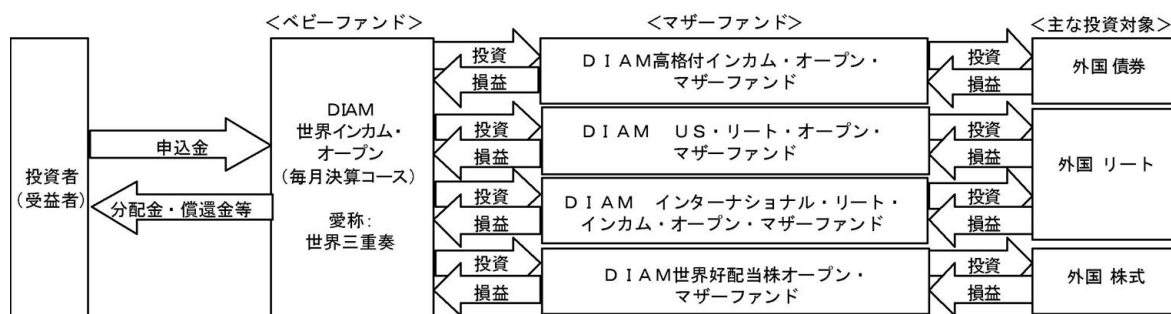 <ベビーファンド>
<マザーファンド>
<主な投資対象>
投資者
(受益者)
申込金
分配金・償還金等
DIAM
世界インカム・
オープン
(毎月決算コース)
愛称:
世界三重奏
投資
損益
DIAM高格付インカム・オープン・
マザーファンド
投資
損益
外国 債券
投資
損益
DIAM US・リート・オープン・
マザーファンド
投資
損益
外国 リート
投資
損益
DIAM インターナショナル・リート・
インカム・オープン・マザーファンド
投資
損益
投資
損益
DIAM世界好配当株オープン・
マザーファンド
投資
損益
外国 株式